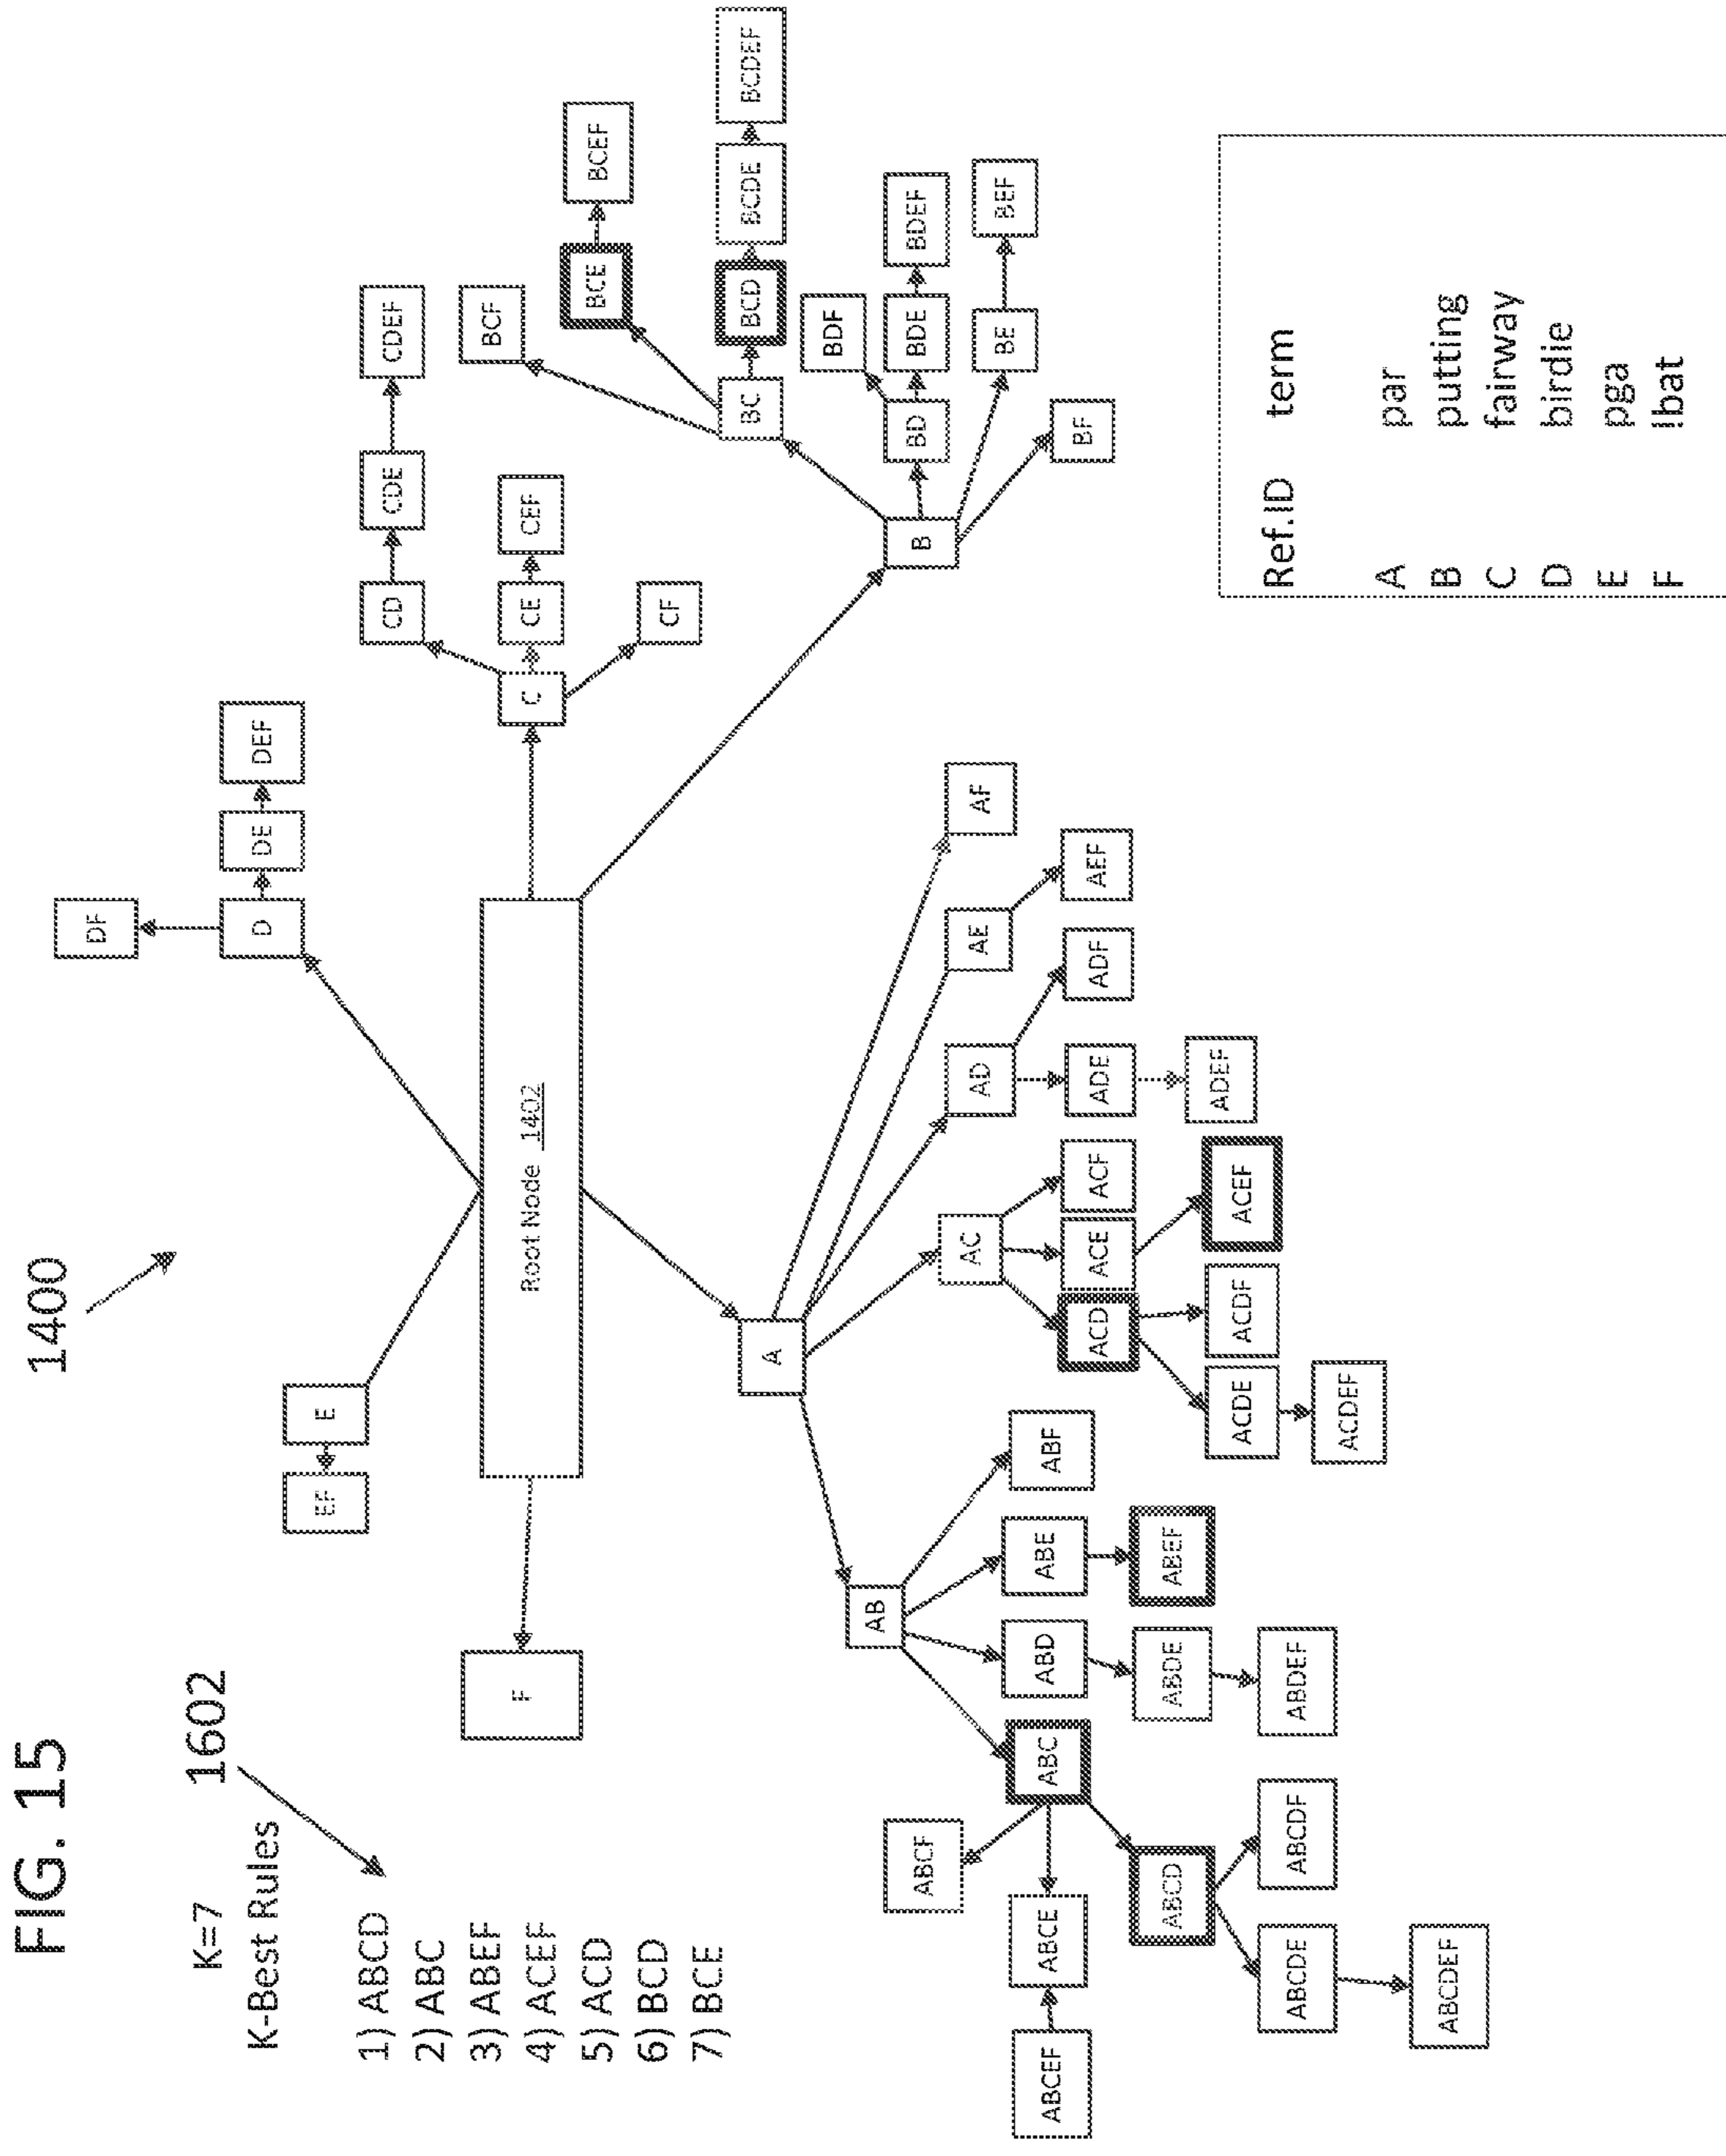 FIG. 15
1400
K=7
1602
K-Best Rules
1) ABCD
2) ABC
3) ABEF
4) ACEF
5) ACD
6) BCD
7) BCE
DF
D
DE
DEF
EF
E
CD
CDE
CDEF
F
Root Node 1402
C
CE
CEF
CF
BCF
BCE
BCEF
A
BC
BCD
BCDE
BCDEF
BDF
AB
B
BD
BDE
BDEF
ABCF
AC
AD
AE
AF
BE
BEF
BF
ABCEF
ABCE
ABC
ABD
ABE
ABF
ACD
ACE
ACF
ADE
ADF
AEF
ABCD
ABDE
ABEF
ACDE
ACDF
ACEF
ADEF
ABCDE
ABCDF
ABDEF
ACDEF
ABCDEF
Ref.ID term
A par
B putting
C fairway
D birdie
E pga
F !bat